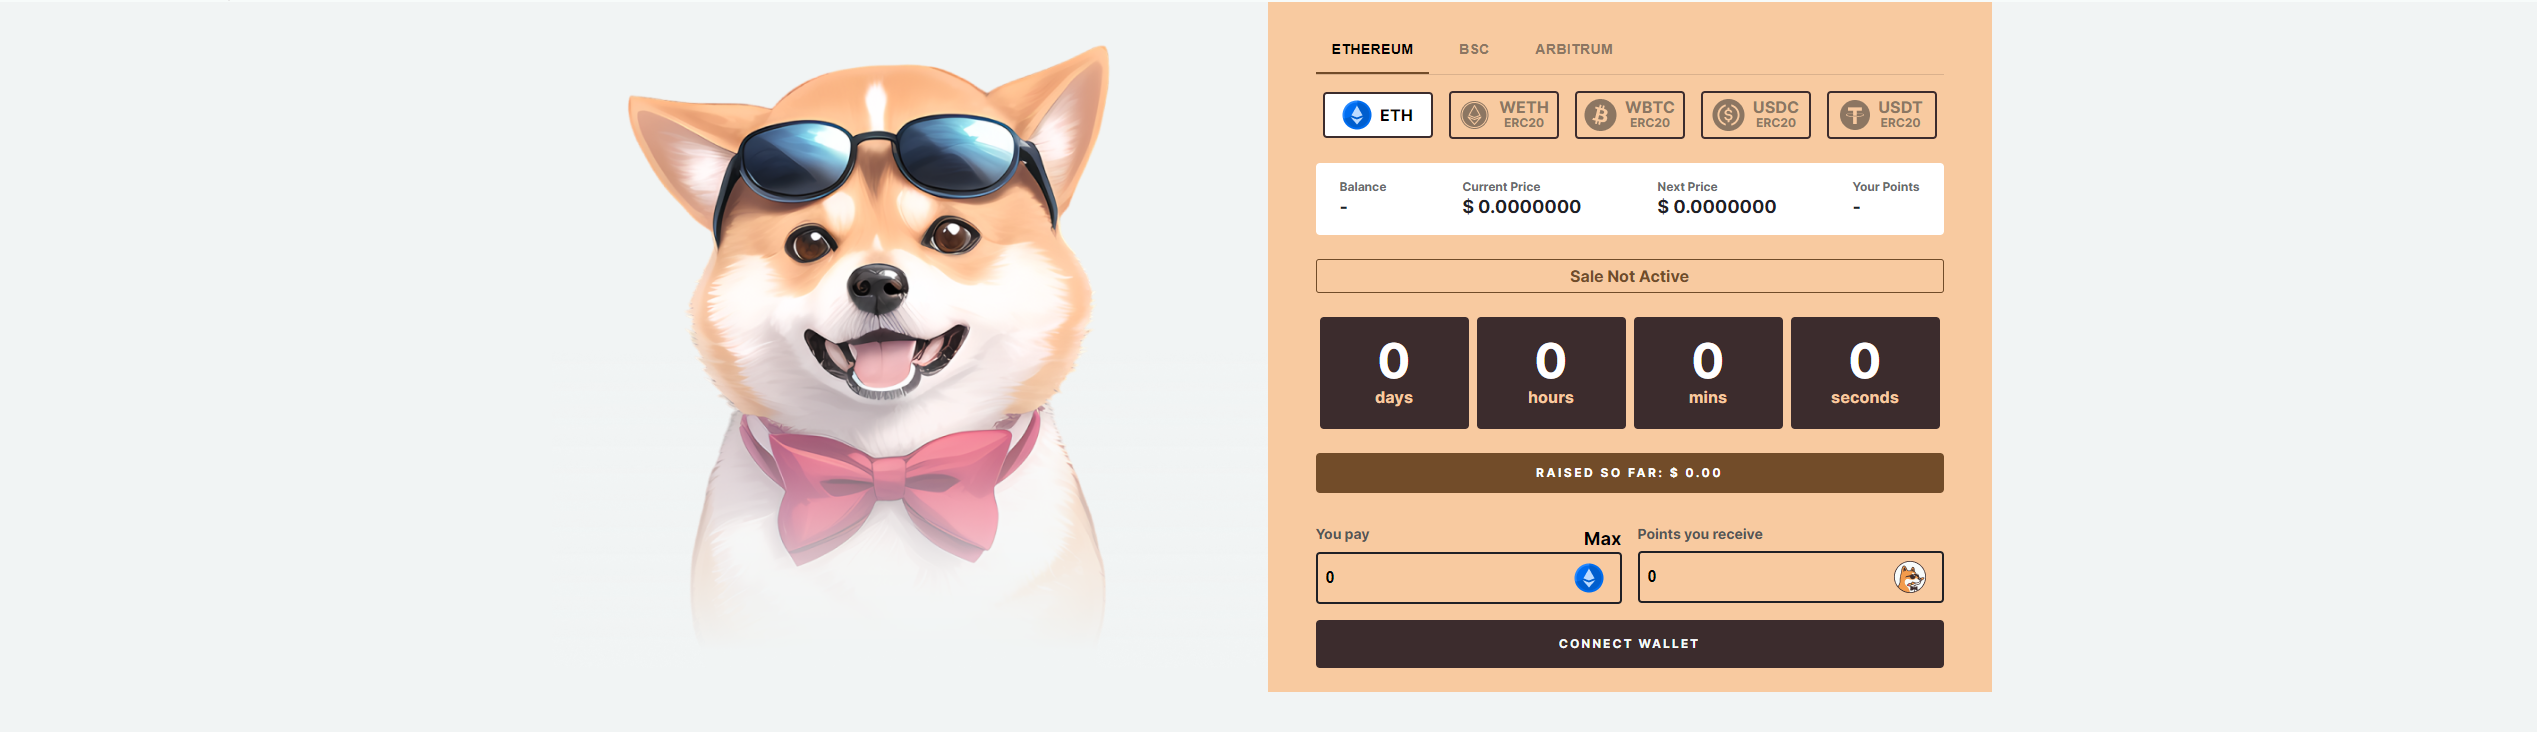 ETHEREUM BSC ARBITRUM
ETH WETH ERC20 WBTC ERC20 USDC ERC20 USDT ERC20
Balance Current Price Next Price Your Points
- $ 0.0000000 $ 0.0000000 -
Sale Not Active
0 0 0 0
days hours mins seconds
RAISED SO FAR: $ 0.00
You pay Max Points you receive
0 0
CONNECT WALLET